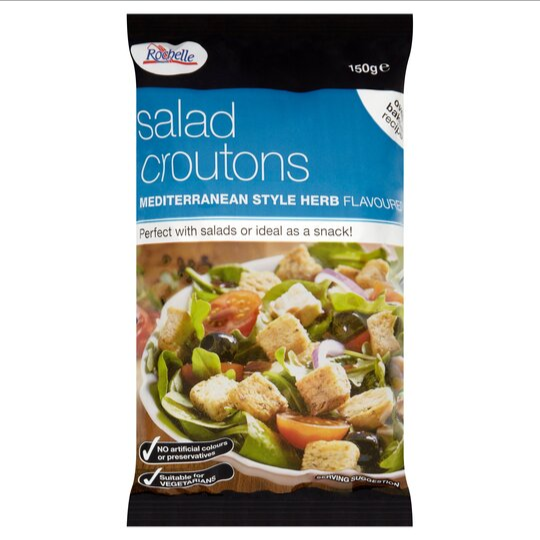 Rochelle
150g e
salad
croutons
MEDITERRANEAN STYLE HERB FLAVOURED
Perfect with salads or ideal as a snack!
NO artificial colours
or preservatives
Suitable for
VEGETARIANS
SERVING SUGGESTION